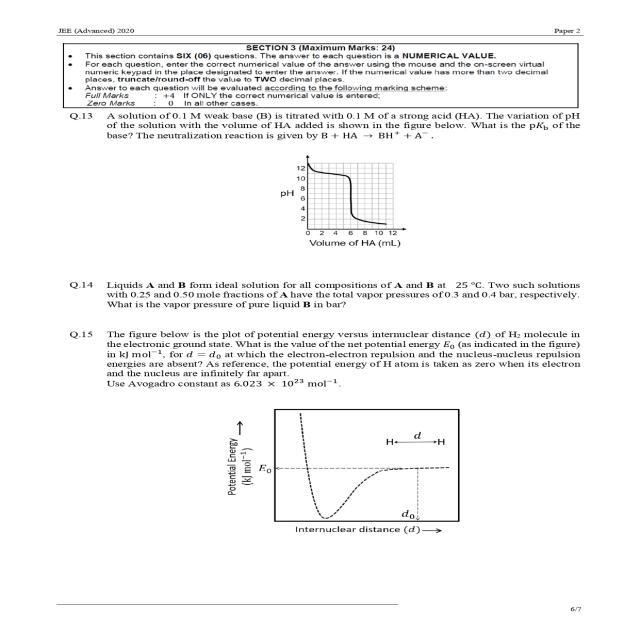 JEE (Advanced) 2020 Paper 2
SECTION 3 (Maximum Marks: 24)
• This section contains SIX (06) questions. The answer to each question is a NUMERICAL VALUE.
• For each question, enter the correct numerical value of the answer using the mouse and the on-screen virtual
numeric keypad in the place designated to enter the answer. If the numerical value has more than two decimal
places, truncate/round-off the value to TWO decimal places.
• Answer to each question will be evaluated according to the following marking scheme:
Full Marks : +4 If ONLY the correct numerical value is entered;
Zero Marks : 0 In all other cases.
Q.13 A solution of 0.1 M weak base (B) is titrated with 0.1 M of a strong acid (HA). The variation of pH
of the solution with the volume of HA added is shown in the figure below. What is the pK_b of the
base? The neutralization reaction is given by B + HA → BH⁺ + A⁻.
12
10
8
pH
6
4
2
0 2 4 6 8 10 12
Volume of HA (mL)
Q.14 Liquids A and B form ideal solution for all compositions of A and B at 25 °C. Two such solutions
with 0.25 and 0.50 mole fractions of A have the total vapor pressures of 0.3 and 0.4 bar, respectively.
What is the vapor pressure of pure liquid B in bar?
Q.15 The figure below is the plot of potential energy versus internuclear distance (d) of H₂ molecule in
the electronic ground state. What is the value of the net potential energy E₀ (as indicated in the figure)
in kJ mol⁻¹, for d = d₀ at which the electron-electron repulsion and the nucleus-nucleus repulsion
energies are absent? As reference, the potential energy of H atom is taken as zero when its electron
and the nucleus are infinitely far apart.
Use Avogadro constant as 6.023 × 10²³ mol⁻¹.
Potential Energy
(kJ mol⁻¹)
d
H H
E₀
d₀
Internuclear distance (d)
6/7